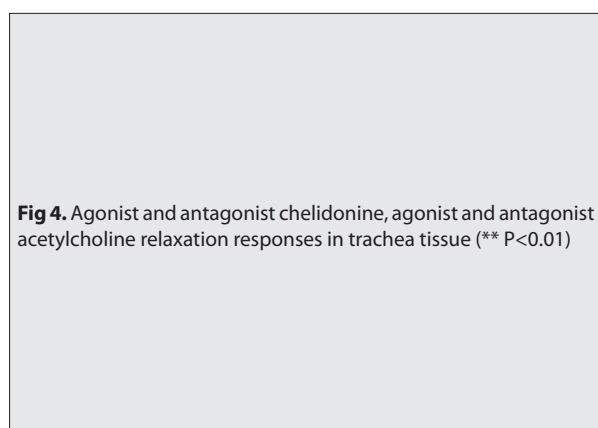 Fig 4. Agonist and antagonist chelidonine, agonist and antagonist
acetylcholine relaxation responses in trachea tissue (** P<0.01)